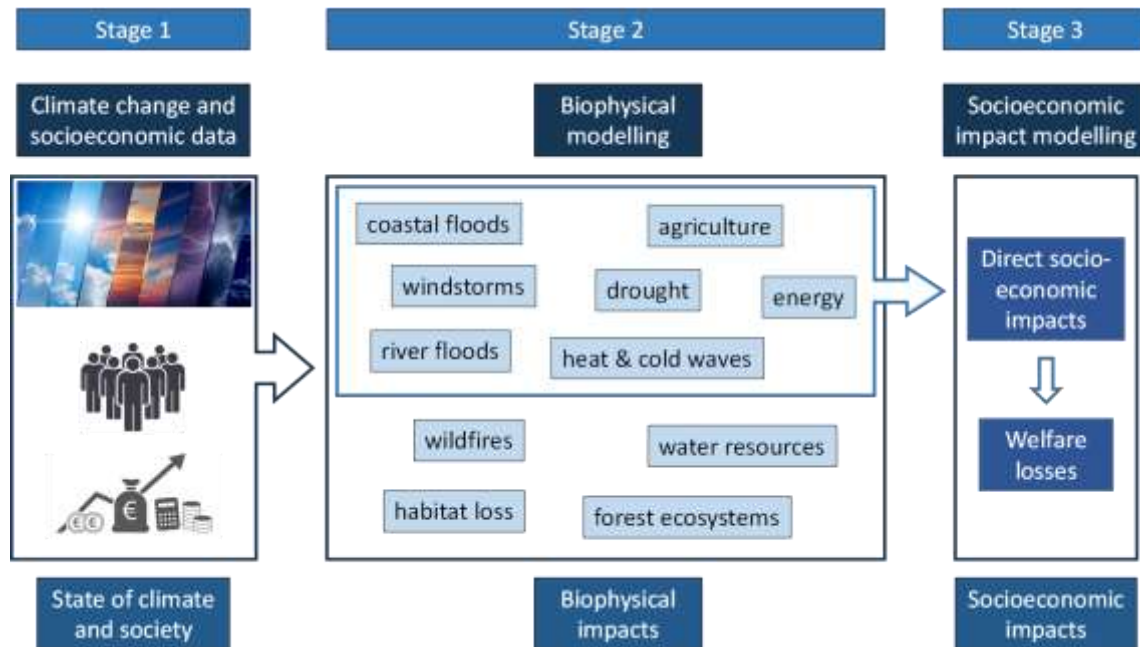 Stage 1
Stage 2
Stage 3
Climate change and
socioeconomic data
Biophysical
modelling
Socioeconomic
impact modelling
coastal floods
agriculture
windstorms
drought
energy
river floods
heat & cold waves
wildfires
water resources
habitat loss
forest ecosystems
Direct socio-
economic
impacts
Welfare
losses
€ €
€
State of climate
and society
Biophysical
impacts
Socioeconomic
impacts